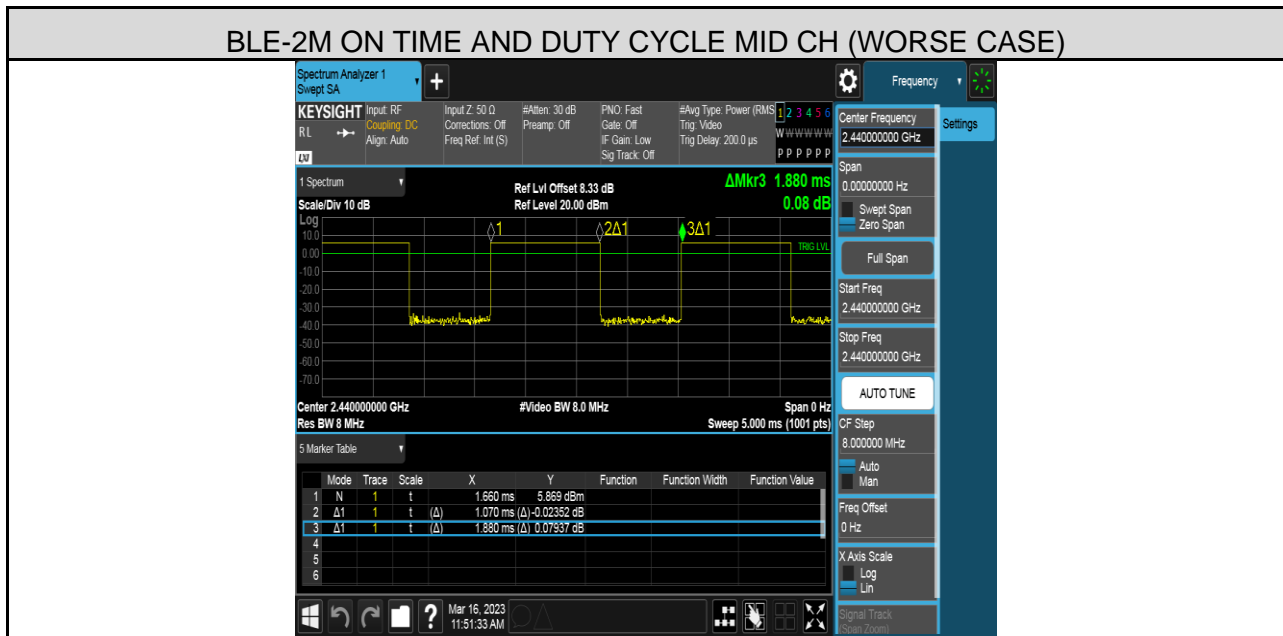 BLE-2M ON TIME AND DUTY CYCLE MID CH (WORSE CASE)
Spectrum Analyzer 1
Swept SA
+
Frequency
KEYSIGHT Input: RF Input Z: 50 Ω #Atten: 30 dB PNO: Fast #Avg Type: Power (RMS 1 2 3 4 5 6
RL Coupling: DC Corrections: Off Preamp: Off Gate: Off Trig: Video W W W W W W
Align: Auto Freq Ref: Int (S) IF Gain: Low Trig Delay: 200.0 µs
LXI Sig Track: Off P P P P P P
1 Spectrum
Ref Lvl Offset 8.33 dB ΔMkr3 1.880 ms
Scale/Div 10 dB Ref Level 20.00 dBm 0.08 dB
Log
1 2Δ1 3Δ1
10.0
0.00 TRIG LVL
-10.0
-20.0
-30.0
-40.0
-50.0
-60.0
-70.0
Center 2.440000000 GHz #Video BW 8.0 MHz Span 0 Hz
Res BW 8 MHz Sweep 5.000 ms (1001 pts)
5 Marker Table
Mode Trace Scale X Y Function Function Width Function Value
1 N 1 t 1.660 ms 5.869 dBm
2 Δ1 1 t (Δ) 1.070 ms (Δ) -0.02352 dB
3 Δ1 1 t (Δ) 1.880 ms (Δ) 0.07937 dB
4
5
6
?
Mar 16, 2023
11:51:33 AM
Center Frequency
2.440000000 GHz
Settings
Span
0.00000000 Hz
Swept Span
Zero Span
Full Span
Start Freq
2.440000000 GHz
Stop Freq
2.440000000 GHz
AUTO TUNE
CF Step
8.000000 MHz
Auto
Man
Freq Offset
0 Hz
X Axis Scale
Log
Lin
Signal Track
(Span Zoom)